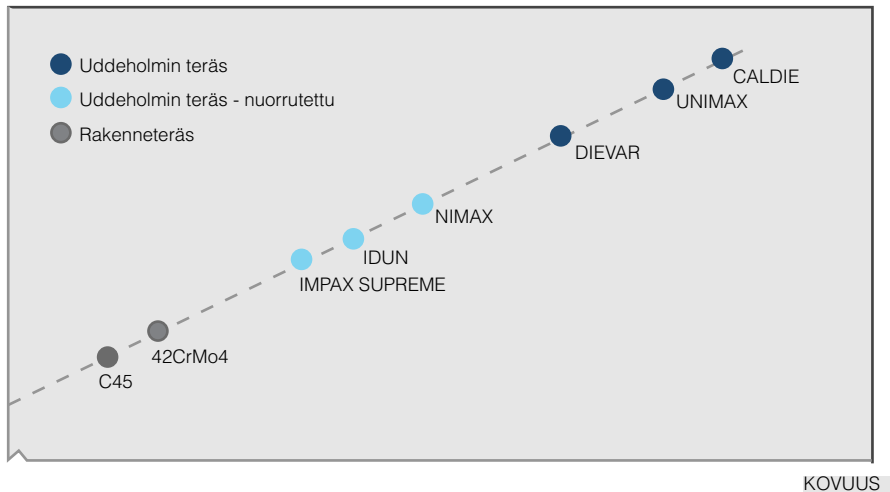 Uddeholmin teräs
Uddeholmin teräs - nuorrutettu
Rakenneteräs
CALDIE
UNIMAX
DIEVAR
NIMAX
IDUN
IMPAX SUPREME
42CrMo4
C45
KOVUUS